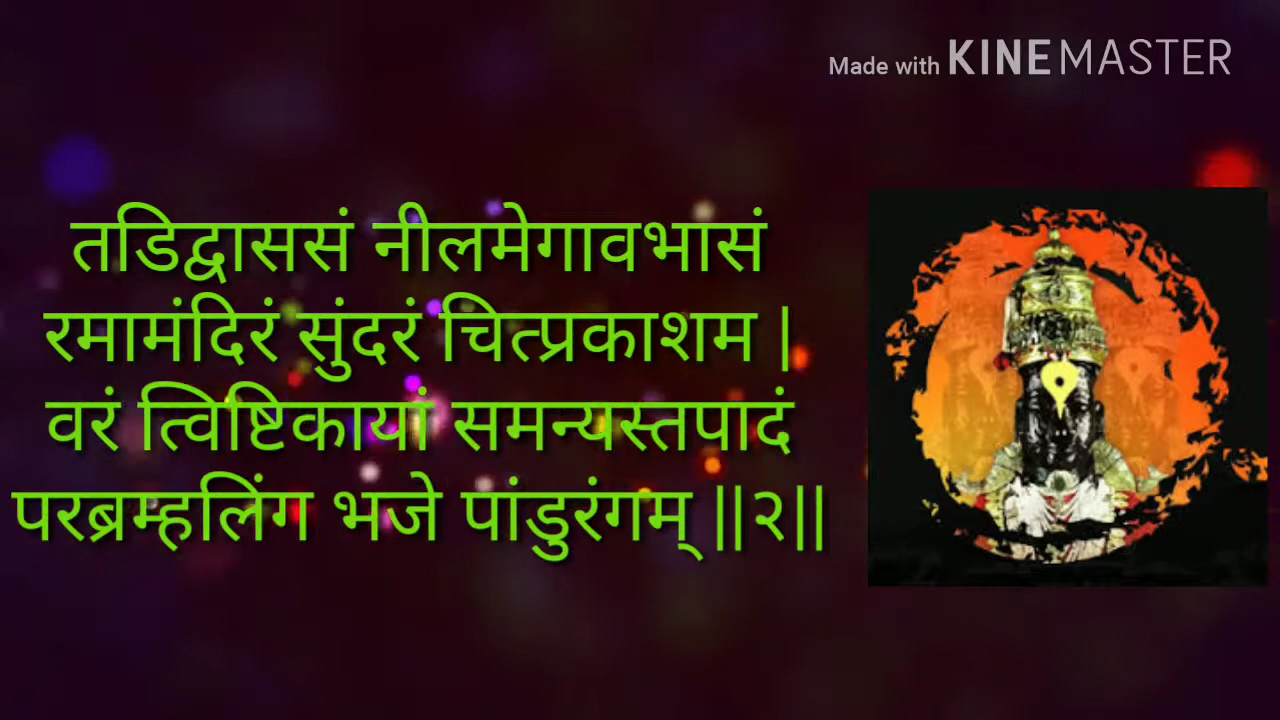 Made with KINEMASTER
तडिद्वाससं नीलमेगावभासं
रमामंदिरं सुंदरं चित्प्रकाशम |
वरं त्विष्टिकायां समन्यस्तपादं
परब्रम्हलिंग भजे पांडुरंगम् ||२||